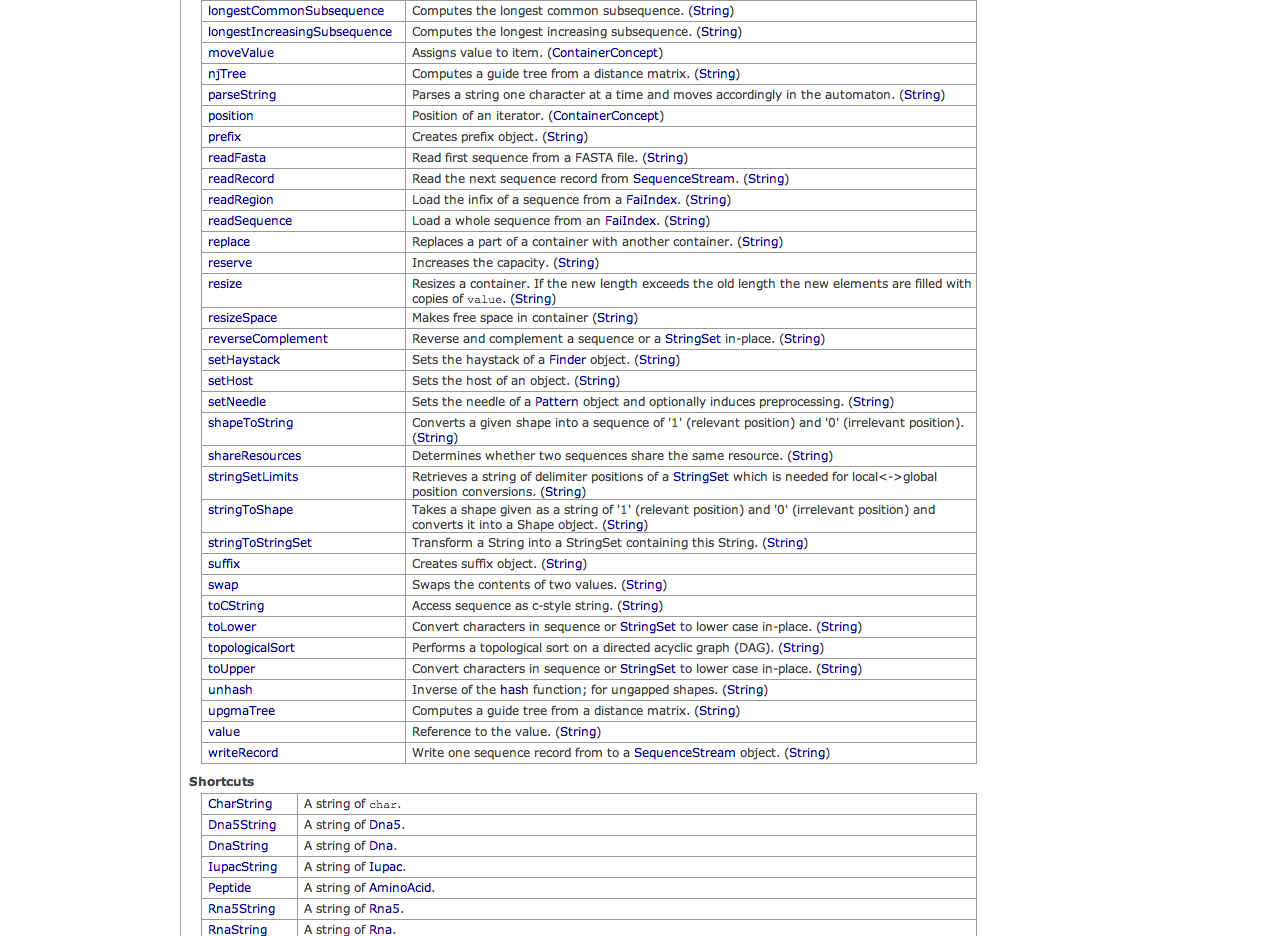 longestCommonSubsequence Computes the longest common subsequence. (String)
longestIncreasingSubsequence Computes the longest increasing subsequence. (String)
moveValue Assigns value to item. (ContainerConcept)
njTree Computes a guide tree from a distance matrix. (String)
parseString Parses a string one character at a time and moves accordingly in the automaton. (String)
position Position of an iterator. (ContainerConcept)
prefix Creates prefix object. (String)
readFasta Read first sequence from a FASTA file. (String)
readRecord Read the next sequence record from SequenceStream. (String)
readRegion Load the infix of a sequence from a FaiIndex. (String)
readSequence Load a whole sequence from an FaiIndex. (String)
replace Replaces a part of a container with another container. (String)
reserve Increases the capacity. (String)
resize Resizes a container. If the new length exceeds the old length the new elements are filled with
copies of value. (String)
resizeSpace Makes free space in container (String)
reverseComplement Reverse and complement a sequence or a StringSet in-place. (String)
setHaystack Sets the haystack of a Finder object. (String)
setHost Sets the host of an object. (String)
setNeedle Sets the needle of a Pattern object and optionally induces preprocessing. (String)
shapeToString Converts a given shape into a sequence of '1' (relevant position) and '0' (irrelevant position).
(String)
shareResources Determines whether two sequences share the same resource. (String)
stringSetLimits Retrieves a string of delimiter positions of a StringSet which is needed for local<->global
position conversions. (String)
stringToShape Takes a shape given as a string of '1' (relevant position) and '0' (irrelevant position) and
converts it into a Shape object. (String)
stringToStringSet Transform a String into a StringSet containing this String. (String)
suffix Creates suffix object. (String)
swap Swaps the contents of two values. (String)
toCString Access sequence as c-style string. (String)
toLower Convert characters in sequence or StringSet to lower case in-place. (String)
topologicalSort Performs a topological sort on a directed acyclic graph (DAG). (String)
toUpper Convert characters in sequence or StringSet to lower case in-place. (String)
unhash Inverse of the hash function; for ungapped shapes. (String)
upgmaTree Computes a guide tree from a distance matrix. (String)
value Reference to the value. (String)
writeRecord Write one sequence record from to a SequenceStream object. (String)
Shortcuts
CharString A string of char.
Dna5String A string of Dna5.
DnaString A string of Dna.
IupacString A string of Iupac.
Peptide A string of AminoAcid.
Rna5String A string of Rna5.
RnaString A string of Rna.